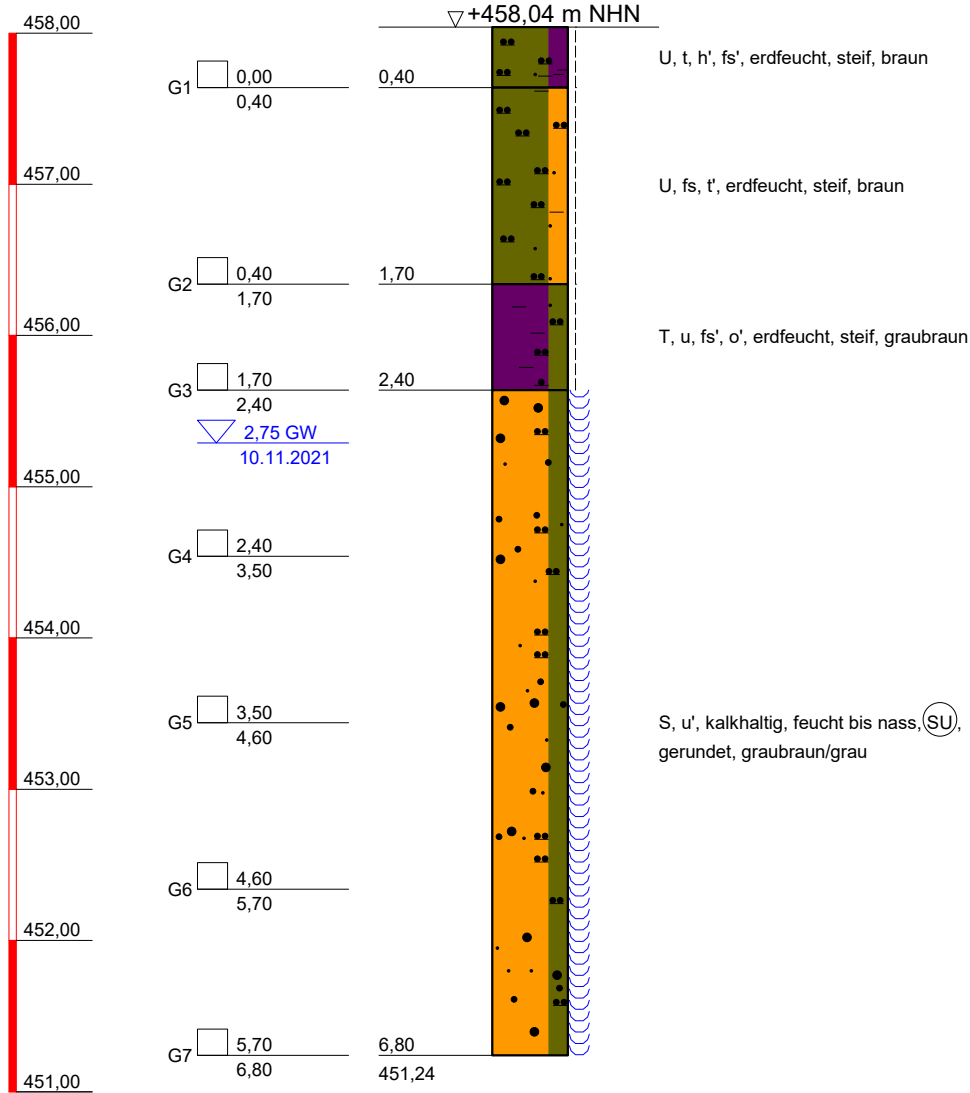 +458,04 m NHN
458,00
U, t, h', fs', erdfeucht, steif, braun
G1 0,00 0,40
0,40
457,00
U, fs, t', erdfeucht, steif, braun
G2 0,40 1,70
1,70
456,00
T, u, fs', o', erdfeucht, steif, graubraun
G3 1,70 2,40
2,40
2,75 GW
10.11.2021
455,00
G4 2,40
3,50
454,00
G5 3,50
4,60
S, u', kalkhaltig, feucht bis nass, SU,
gerundet, graubraun/grau
453,00
G6 4,60
5,70
452,00
G7 5,70 6,80
6,80 451,24
451,00